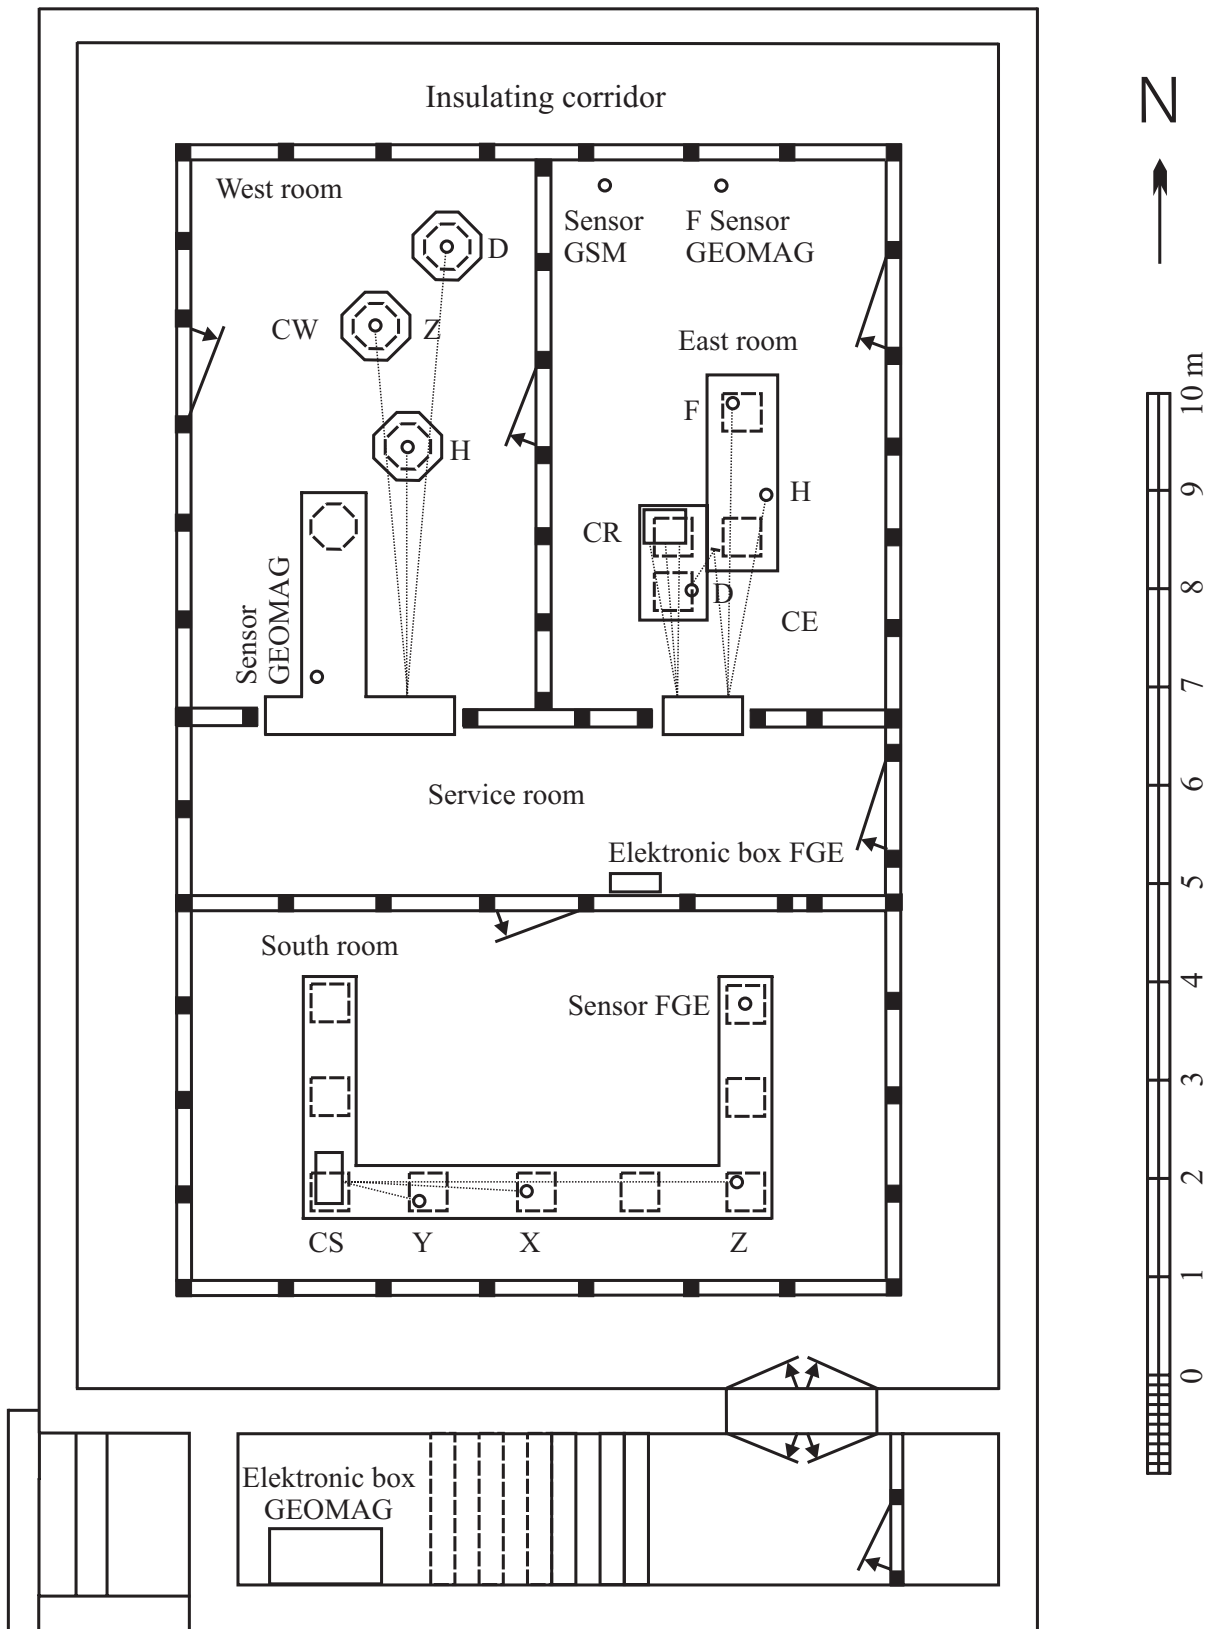 Insulating corridor
N
West room
Sensor
GSM
F Sensor
GEOMAG
D
CW
Z
East room
F
H
H
CR
D
CE
Sensor
GEOMAG
Service room
Elektronic box FGE
South room
Sensor FGE
CS
Y
X
Z
Elektronic box
GEOMAG
10 m
9
8
7
6
5
4
3
2
1
0